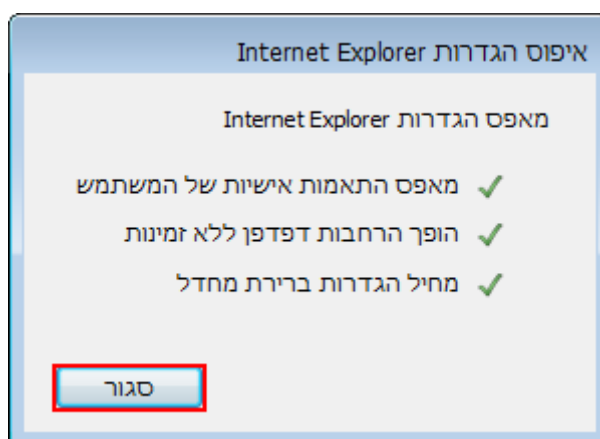 איפוס הגדרות Internet Explorer
מאפס הגדרות Internet Explorer
מאפס התאמות אישיות של המשתמש
הופך הרחבות דפדפן ללא זמינות
מחיל הגדרות ברירת מחדל
סגור